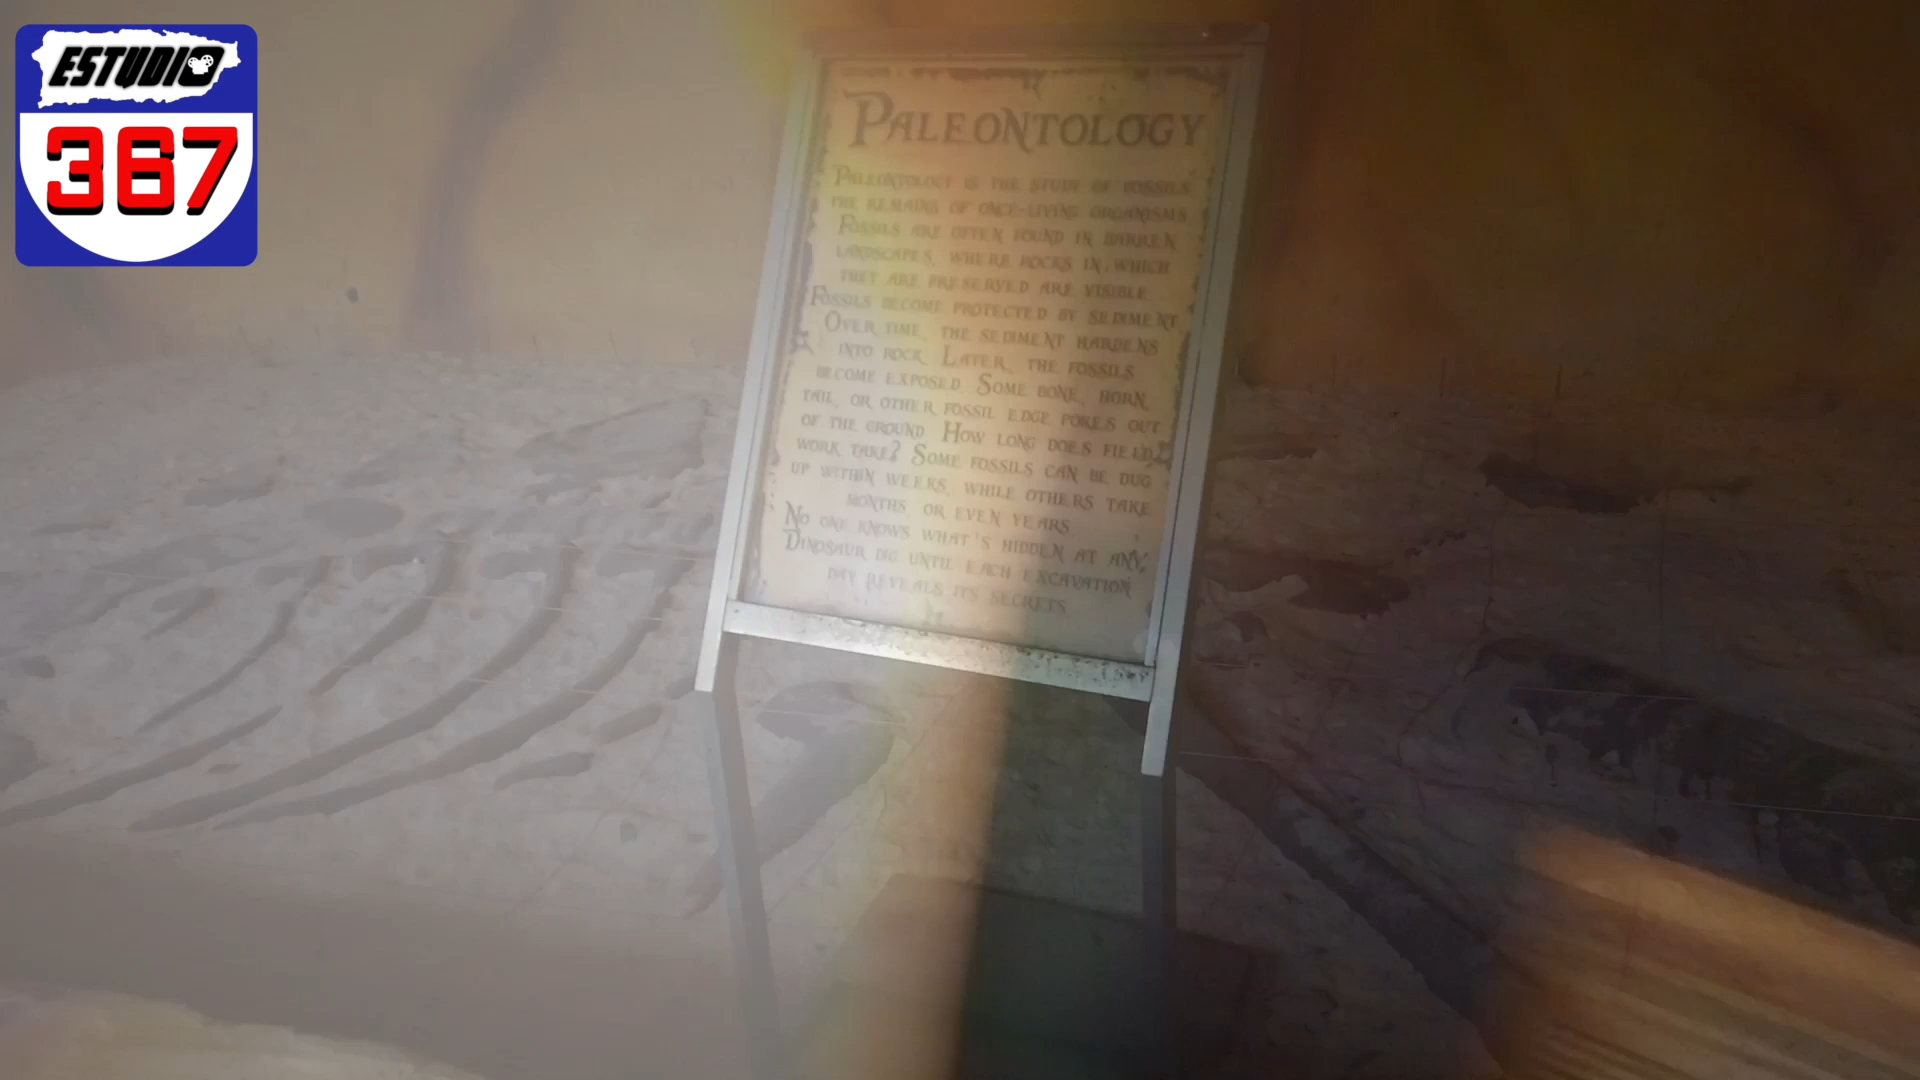 ESTUDIO
367
PALEONTOLOGY
PALEONTOLOGY IS THE STUDY OF FOSSILS
THE REMAINS OF ONCE-LIVING ORGANISMS
FOSSILS ARE OFTEN FOUND IN BARREN
LANDSCAPES, WHERE ROCKS IN WHICH
THEY ARE PRESERVED ARE VISIBLE
FOSSILS BECOME PROTECTED BY SEDIMENT
OVER TIME, THE SEDIMENT HARDENS
INTO ROCK. LATER, THE FOSSILS
BECOME EXPOSED. SOME BONE, HORN,
TAIL, OR OTHER FOSSIL EDGE POKES OUT
OF THE GROUND. HOW LONG DOES FIELD
WORK TAKE? SOME FOSSILS CAN BE DUG
UP WITHIN WEEKS, WHILE OTHERS TAKE
MONTHS OR EVEN YEARS
NO ONE KNOWS WHAT'S HIDDEN AT ANY
DINOSAUR DIG UNTIL EACH EXCAVATION
DAY REVEALS ITS SECRETS